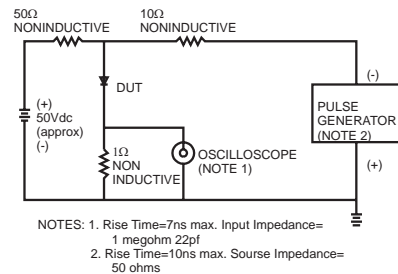 50Ω
NONINDUCTIVE
10Ω
NONINDUCTIVE
DUT
(+)
50Vdc
(approx)
(-)
1Ω
NON
INDUCTIVE
OSCILLOSCOPE
(NOTE 1)
(-)
PULSE
GENERATOR
(NOTE 2)
(+)
NOTES: 1. Rise Time=7ns max. Input Impedance=
1 megohm 22pf
2. Rise Time=10ns max. Sourse Impedance=
50 ohms